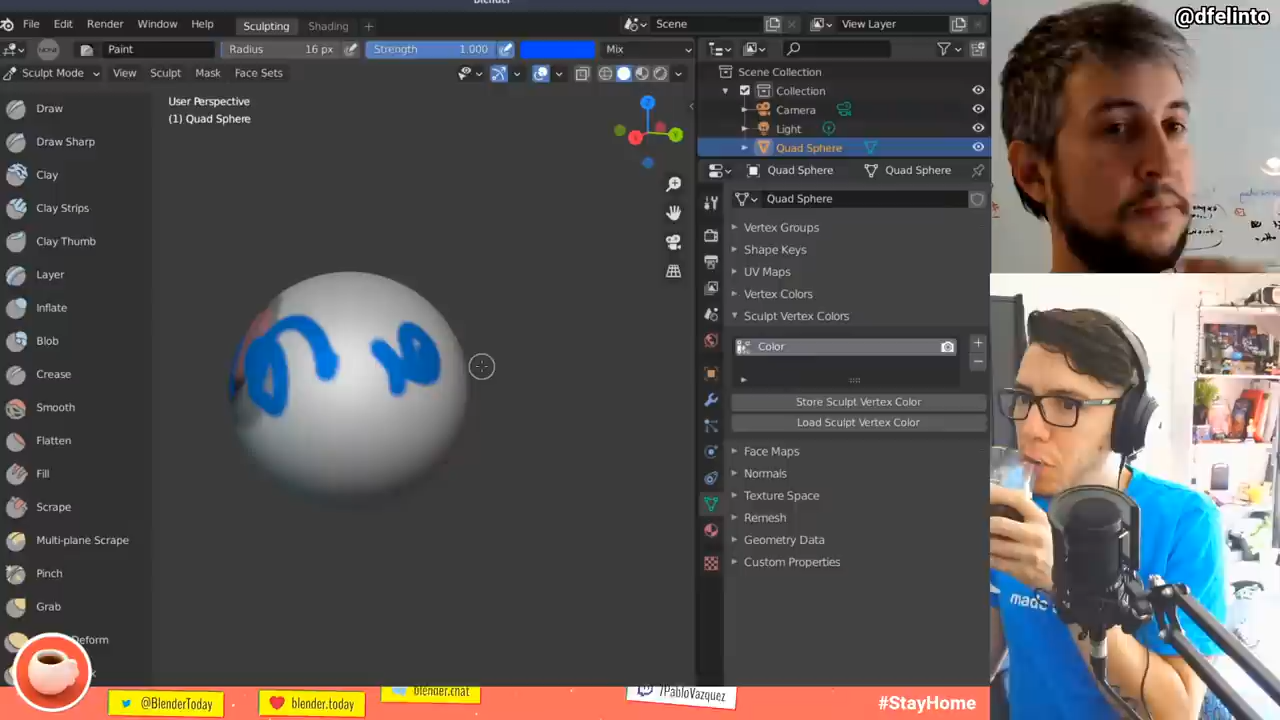 Blender
@dfelinto
File Edit Render Window Help
Sculpting Shading +
Scene
View Layer
NONE
Paint
Radius 16 px
Strength 1.000
Mix
Sculpt Mode View Sculpt Mask Face Sets
User Perspective
(1) Quad Sphere
Z
Y
Draw
Draw Sharp
Clay
Clay Strips
Clay Thumb
Layer
Inflate
Blob
Crease
Smooth
Flatten
Fill
Scrape
Multi-plane Scrape
Pinch
Grab
Deform
Scene Collection
Collection
Camera
Light
Quad Sphere
Quad Sphere Quad Sphere
Quad Sphere
Vertex Groups
Shape Keys
UV Maps
Vertex Colors
Sculpt Vertex Colors
Color
Store Sculpt Vertex Color
Load Sculpt Vertex Color
Face Maps
Normals
Texture Space
Remesh
Geometry Data
Custom Properties
made
@BlenderToday
blender.today
blender.chat
/PabloVazquez
#StayHome